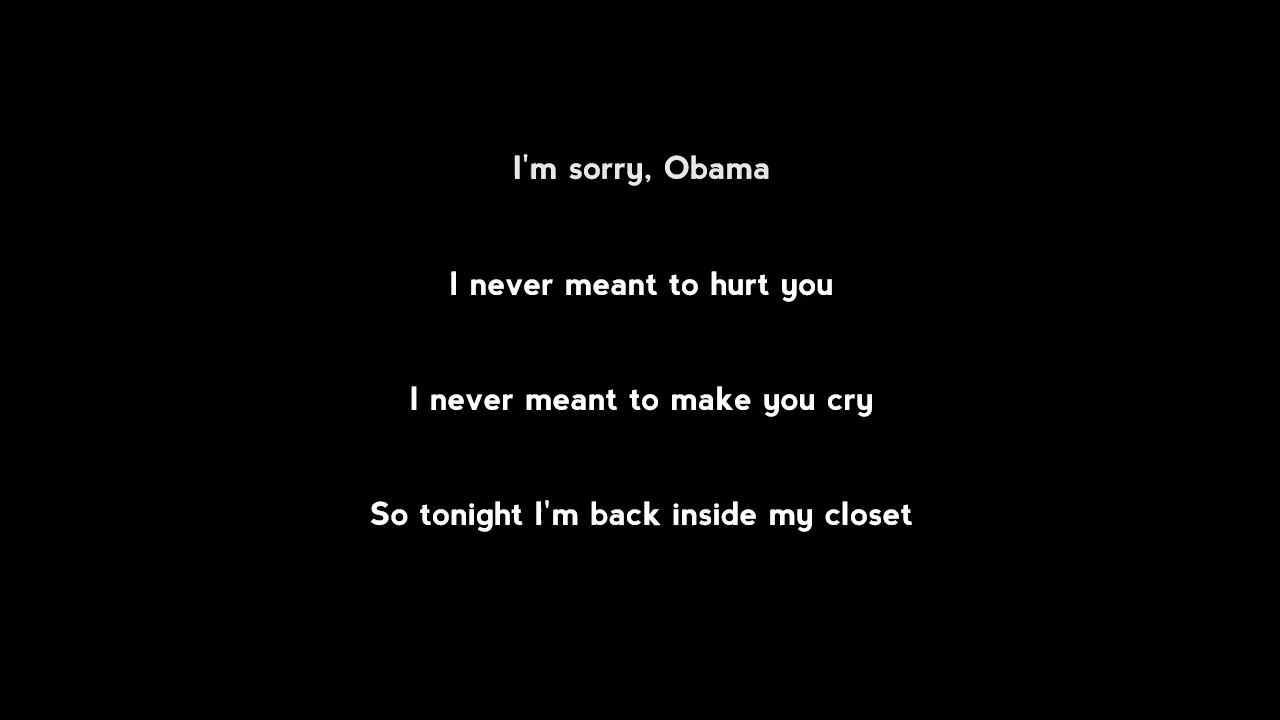 I'm sorry, Obama
I never meant to hurt you
I never meant to make you cry
So tonight I'm back inside my closet